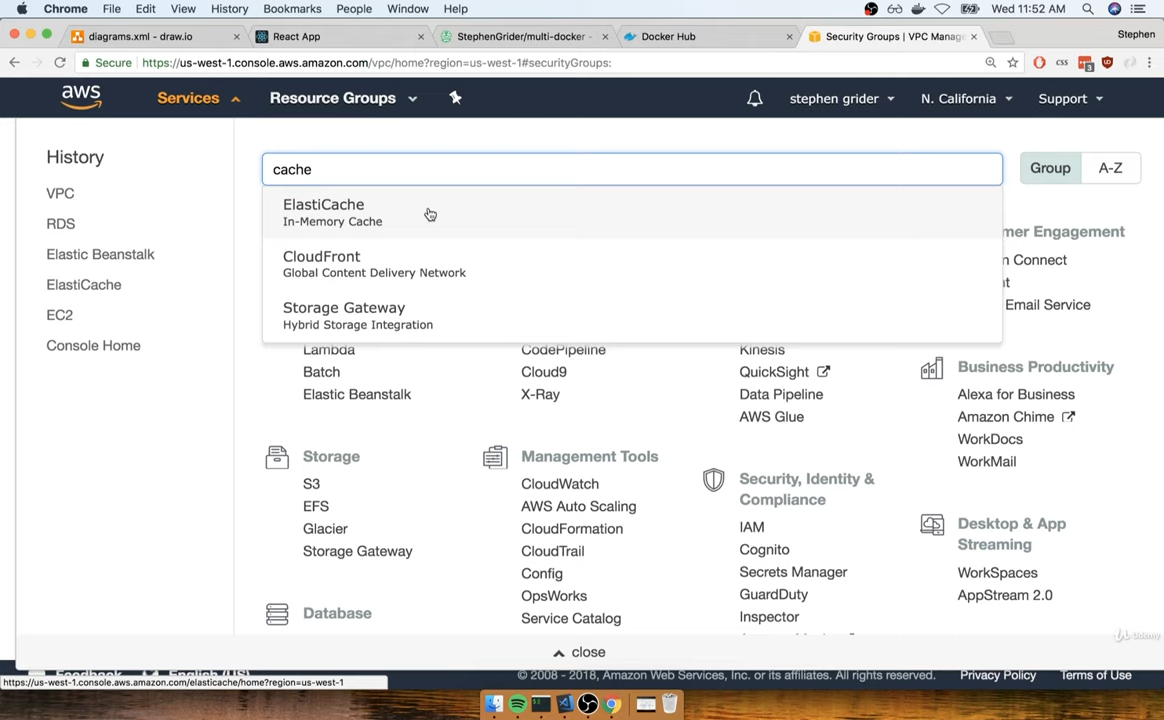 Chrome File Edit View History Bookmarks People Window Help Wed 11:52 AM
diagrams.xml - draw.io React App StephenGrider/multi-docker - Docker Hub Security Groups | VPC Manage Stephen
Secure https://us-west-1.console.aws.amazon.com/vpc/home?region=us-west-1#securityGroups: css 3
aws Services Resource Groups stephen grider N. California Support
History
VPC
RDS
Elastic Beanstalk
ElastiCache
EC2
Console Home
cache
Group A-Z
ElastiCache
In-Memory Cache
CloudFront
Global Content Delivery Network
Storage Gateway
Hybrid Storage Integration
Lambda
Batch
Elastic Beanstalk
Storage
S3
EFS
Glacier
Storage Gateway
Database
CodePipeline
Cloud9
X-Ray
Management Tools
CloudWatch
AWS Auto Scaling
CloudFormation
CloudTrail
Config
OpsWorks
Service Catalog
Kinesis
QuickSight
Data Pipeline
AWS Glue
Security, Identity &
Compliance
IAM
Cognito
Secrets Manager
GuardDuty
Inspector
mer Engagement
n Connect
t
Email Service
Business Productivity
Alexa for Business
Amazon Chime
WorkDocs
WorkMail
Desktop & App
Streaming
WorkSpaces
AppStream 2.0
Udemy
close
Feedback English (US) © 2008 - 2018, Amazon Web Services, Inc. or its affiliates. All rights reserved. Privacy Policy Terms of Use
https://us-west-1.console.aws.amazon.com/elasticache/home?region=us-west-1